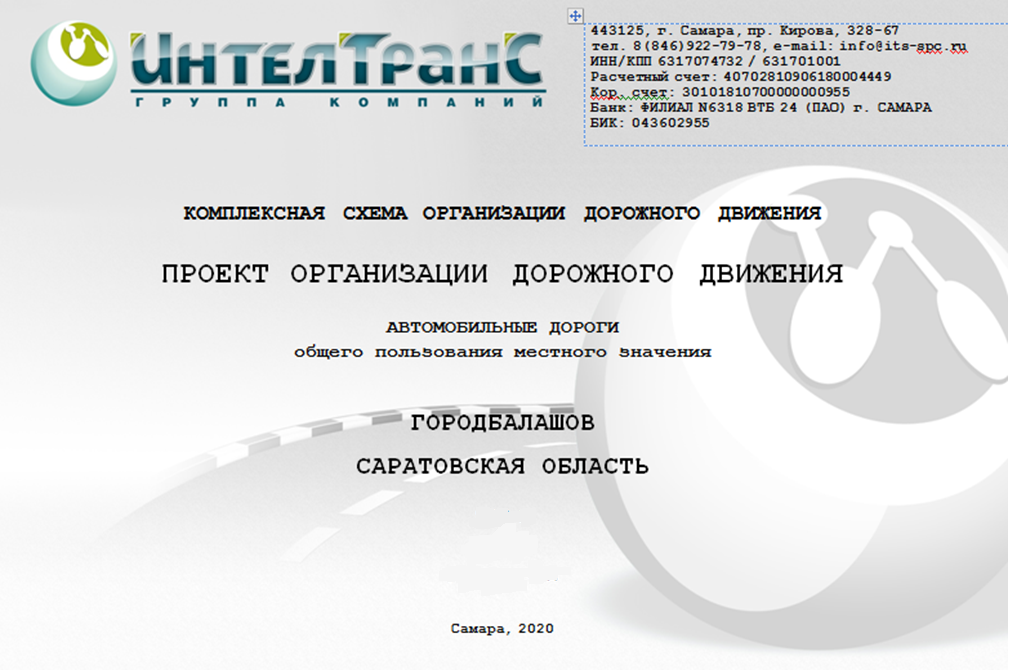 ИнтелТранС
ГРУППА КОМПАНИЙ
443125, г. Самара, пр. Кирова, 328-67
тел. 8(846)922-79-78, e-mail: info@its-spc.ru
ИНН/КПП 6317074732 / 631701001
Расчетный счет: 40702810906180004449
Кор. счет: 30101810700000000955
Банк: ФИЛИАЛ N6318 ВТБ 24 (ПАО) г. САМАРА
БИК: 043602955
КОМПЛЕКСНАЯ СХЕМА ОРГАНИЗАЦИИ ДОРОЖНОГО ДВИЖЕНИЯ
ПРОЕКТ ОРГАНИЗАЦИИ ДОРОЖНОГО ДВИЖЕНИЯ
АВТОМОБИЛЬНЫЕ ДОРОГИ
общего пользования местного значения
ГОРОДБАЛАШОВ
САРАТОВСКАЯ ОБЛАСТЬ
Самара, 2020